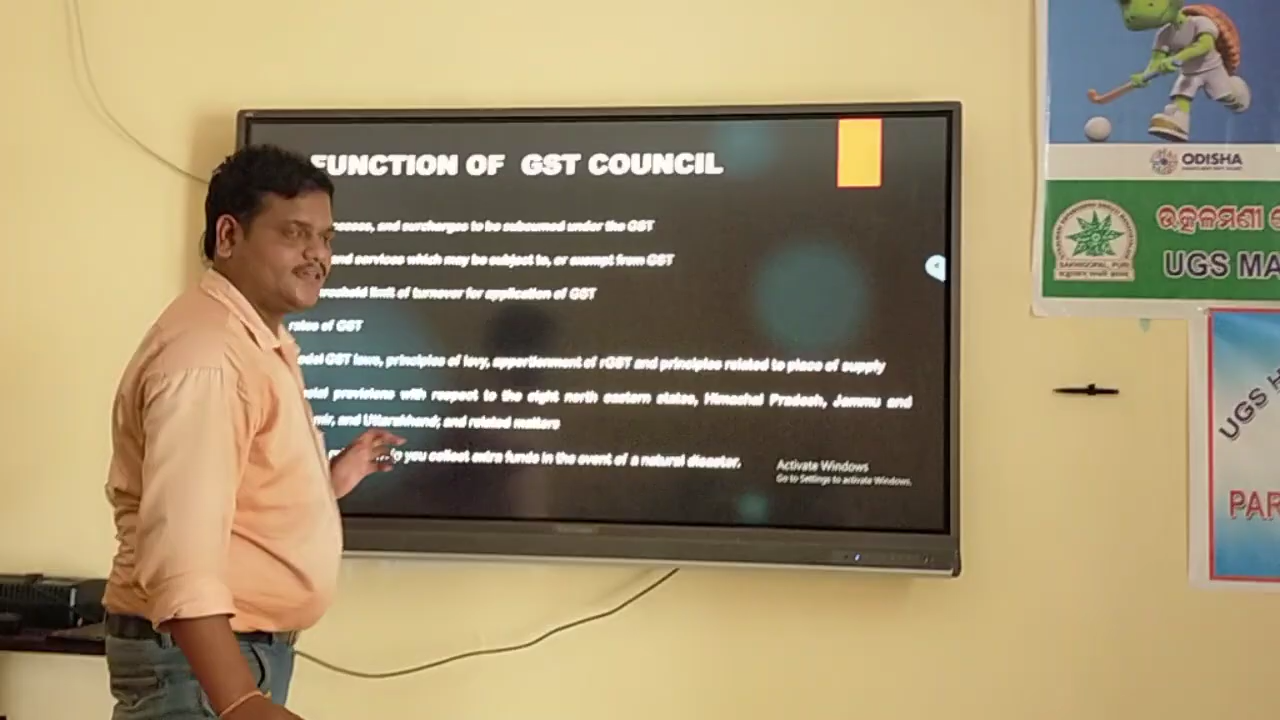 FUNCTION OF GST COUNCIL
cesses, and surcharges to be subsumed under the GST
and services which may be subject to, or exempt from GST
threshold limit of turnover for application of GST
rates of GST
model GST laws, principles of levy, apportionment of IGST and principles related to place of supply
provisions with respect to the eight north eastern states, Himachal Pradesh, Jammu and
and Uttarakhand; and related matters
you collect extra funds in the event of a natural disaster.
Activate Windows
Go to Settings to activate Windows.
ODISHA
ଉତ୍କଳମଣୀ
SAKHIGOPAL, PURI
UGS MA
UGS H
PAR